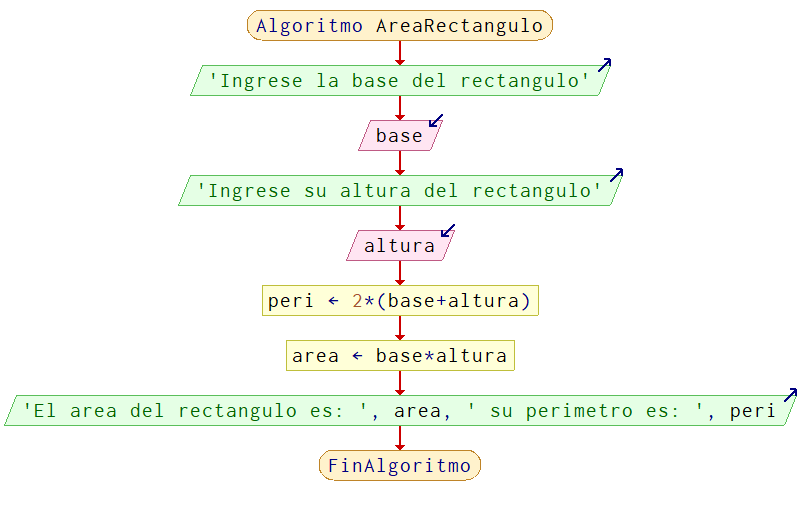 Algoritmo AreaRectangulo
'Ingrese la base del rectangulo'
base
'Ingrese su altura del rectangulo'
altura
peri ← 2*(base+altura)
area ← base*altura
'El area del rectangulo es: ', area, ' su perimetro es: ', peri
FinAlgoritmo